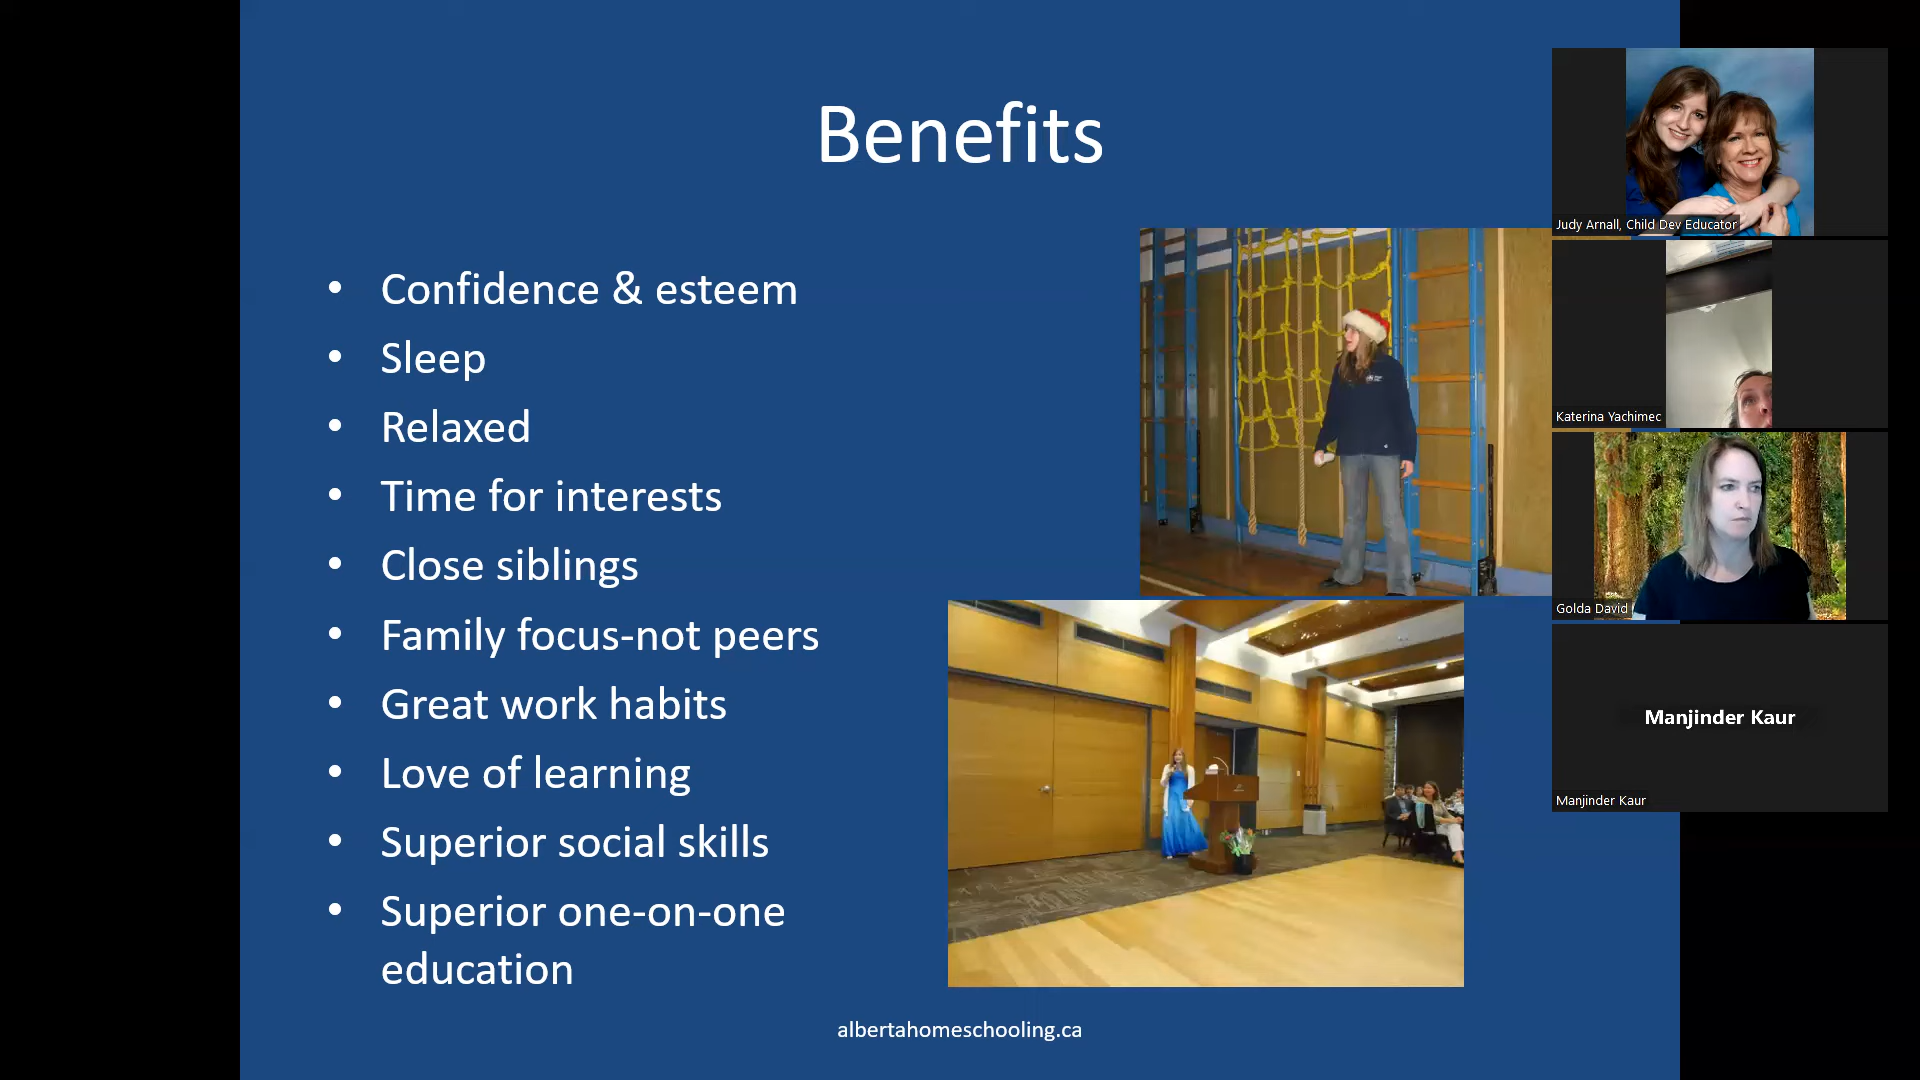 Benefits
• Confidence & esteem
• Sleep
• Relaxed
• Time for interests
• Close siblings
• Family focus-not peers
• Great work habits
• Love of learning
• Superior social skills
• Superior one-on-one
education
albertahomeschooling.ca
Judy Arnall, Child Dev Educator
Katerina Yachimec
Golda David
Manjinder Kaur
Manjinder Kaur